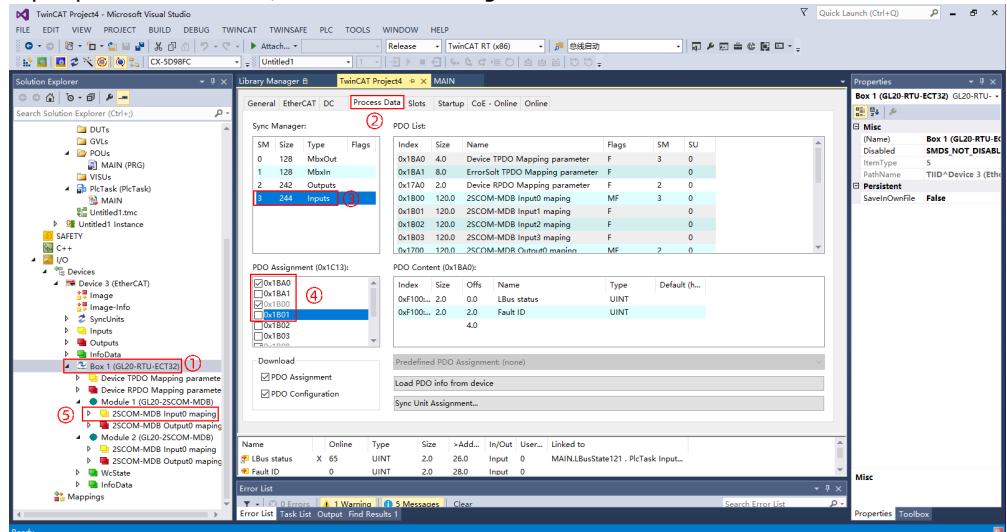 TwinCAT Project4 - Microsoft Visual Studio
Quick Launch (Ctrl+Q)
FILE EDIT VIEW PROJECT BUILD DEBUG TWINCAT TWINSAFE PLC TOOLS WINDOW HELP
Attach... Release TwinCAT RT (x86) 总线启动
CX-5D98FC Untitled1 1
Solution Explorer
Search Solution Explorer (Ctrl+;)
DUTs
GVLs
POUs
MAIN (PRG)
VISUs
PlcTask (PlcTask)
MAIN
Untitled1.tmc
Untitled1 Instance
SAFETY
C++
I/O
Devices
Device 3 (EtherCAT)
Image
Image-Info
SyncUnits
Inputs
Outputs
InfoData
Box 1 (GL20-RTU-ECT32) ①
Device TPDO Mapping paramete
Device RPDO Mapping paramete
Module 1 (GL20-2SCOM-MDB)
⑤ 2SCOM-MDB Input0 maping
2SCOM-MDB Output0 maping
Module 2 (GL20-2SCOM-MDB)
2SCOM-MDB Input0 maping
2SCOM-MDB Output0 maping
WcState
InfoData
Mappings
Library Manager TwinCAT Project4 MAIN
General EtherCAT DC Process Data Slots Startup CoE - Online Online
②
Sync Manager:
SM Size Type Flags
0 128 MbxOut
1 128 MbxIn
2 242 Outputs
3 244 Inputs ③
PDO List:
Index Size Name Flags SM SU
0x1BA0 4.0 Device TPDO Mapping parameter F 0
0x1BA1 8.0 ErrorSolt TPDO Mapping parameter F 0
0x17A0 2.0 Device RPDO Mapping parameter F 2 0
0x1B00 120.0 2SCOM-MDB Input0 maping MF 3 0
0x1B01 120.0 2SCOM-MDB Input1 maping F 0
0x1B02 120.0 2SCOM-MDB Input2 maping F 0
0x1B03 120.0 2SCOM-MDB Input3 maping F 0
0x1700 120.0 2SCOM-MDB Output0 maping MF 2 0
PDO Assignment (0x1C13):
0x1BA0
0x1BA1
0x1B00
0x1B01
0x1B02
0x1B03
④
PDO Content (0x1BA0):
Index Size Offs Name Type Default (h...
0xF100:... 2.0 0.0 LBus status UINT
0xF100:... 2.0 2.0 Fault ID UINT
4.0
Download
PDO Assignment
PDO Configuration
Predefined PDO Assignment: (none)
Load PDO info from device
Sync Unit Assignment...
Name Online Type Size >Add... In/Out User... Linked to
LBus status X 65 UINT 2.0 26.0 Input 0 MAIN.LBusState121 . PlcTask Input...
Fault ID 0 UINT 2.0 28.0 Input 0
Error List
0 Errors 1 Warning 5 Messages Clear
Search Error List
Error List Task List Output Find Results 1
Properties
Box 1 (GL20-RTU-ECT32) GL20-RTU-
Misc
(Name) Box 1 (GL20-RTU-EC
Disabled SMDS_NOT_DISABL
ItemType 5
PathName TIID^Device 3 (Ethe
Persistent
SaveInOwnFile False
Misc
Properties Toolbox
Ready